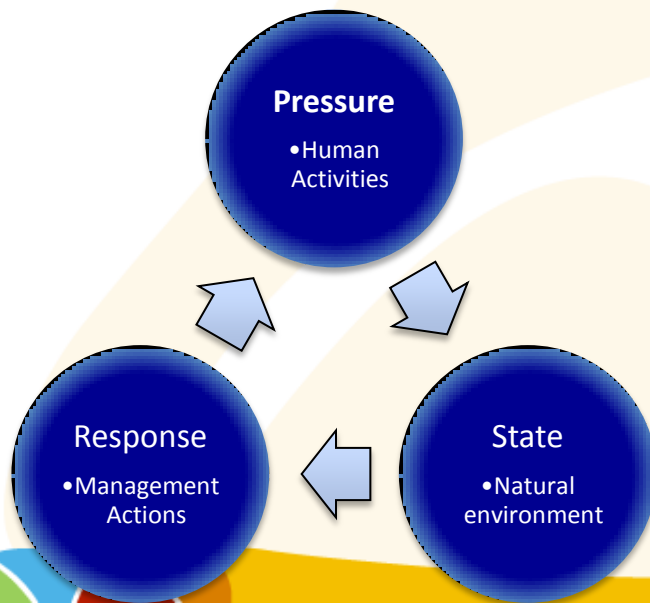 Pressure
•Human
Activities
Response
•Management
Actions
State
•Natural
environment